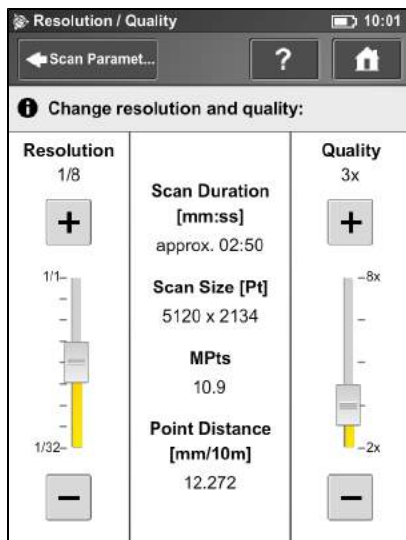 Resolution / Quality 10:01
Scan Paramet... ?
Change resolution and quality:
Resolution
1/8
+
1/1
1/32
−
Scan Duration
[mm:ss]
approx. 02:50
Scan Size [Pt]
5120 x 2134
MPts
10.9
Point Distance
[mm/10m]
12.272
Quality
3x
+
8x
2x
−